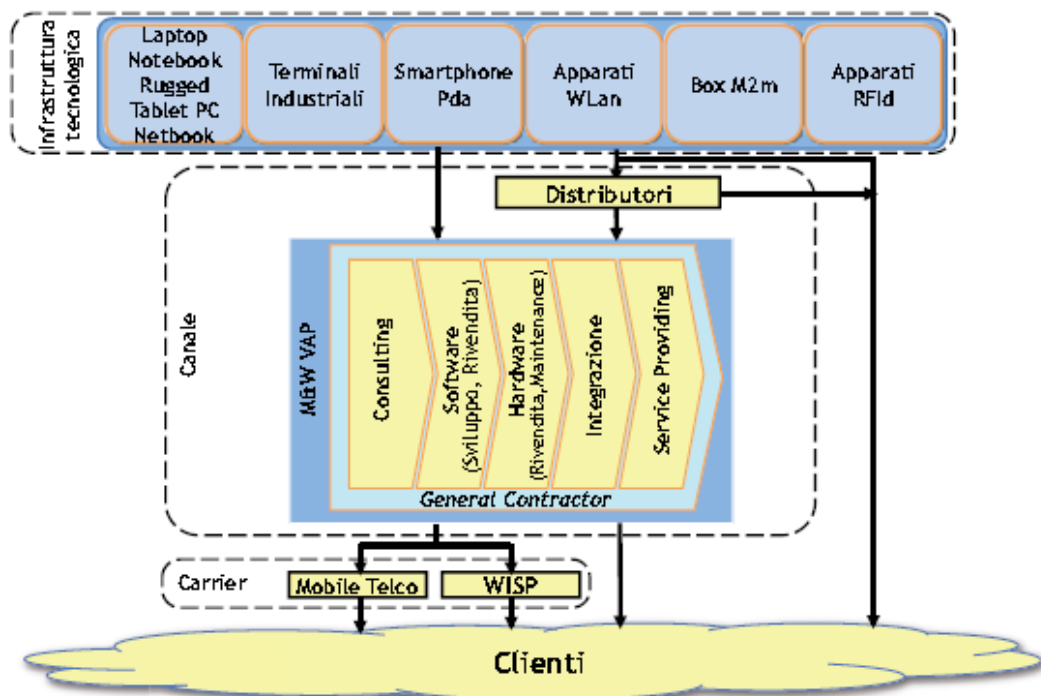 Infrastruttura
tecnologica
Laptop
Notebook
Rugged
Tablet PC
Netbook
Terminali
Industriali
Smartphone
Pda
Apparati
WLan
Box M2m
Apparati
RFId
Canale
Distributori
M&W VAP
Consulting
Software
(Sviluppo, Rivendita)
Hardware
(Rivendita,Maintenance)
Integrazione
Service Providing
General Contractor
Carrier
Mobile Telco
WISP
Clienti